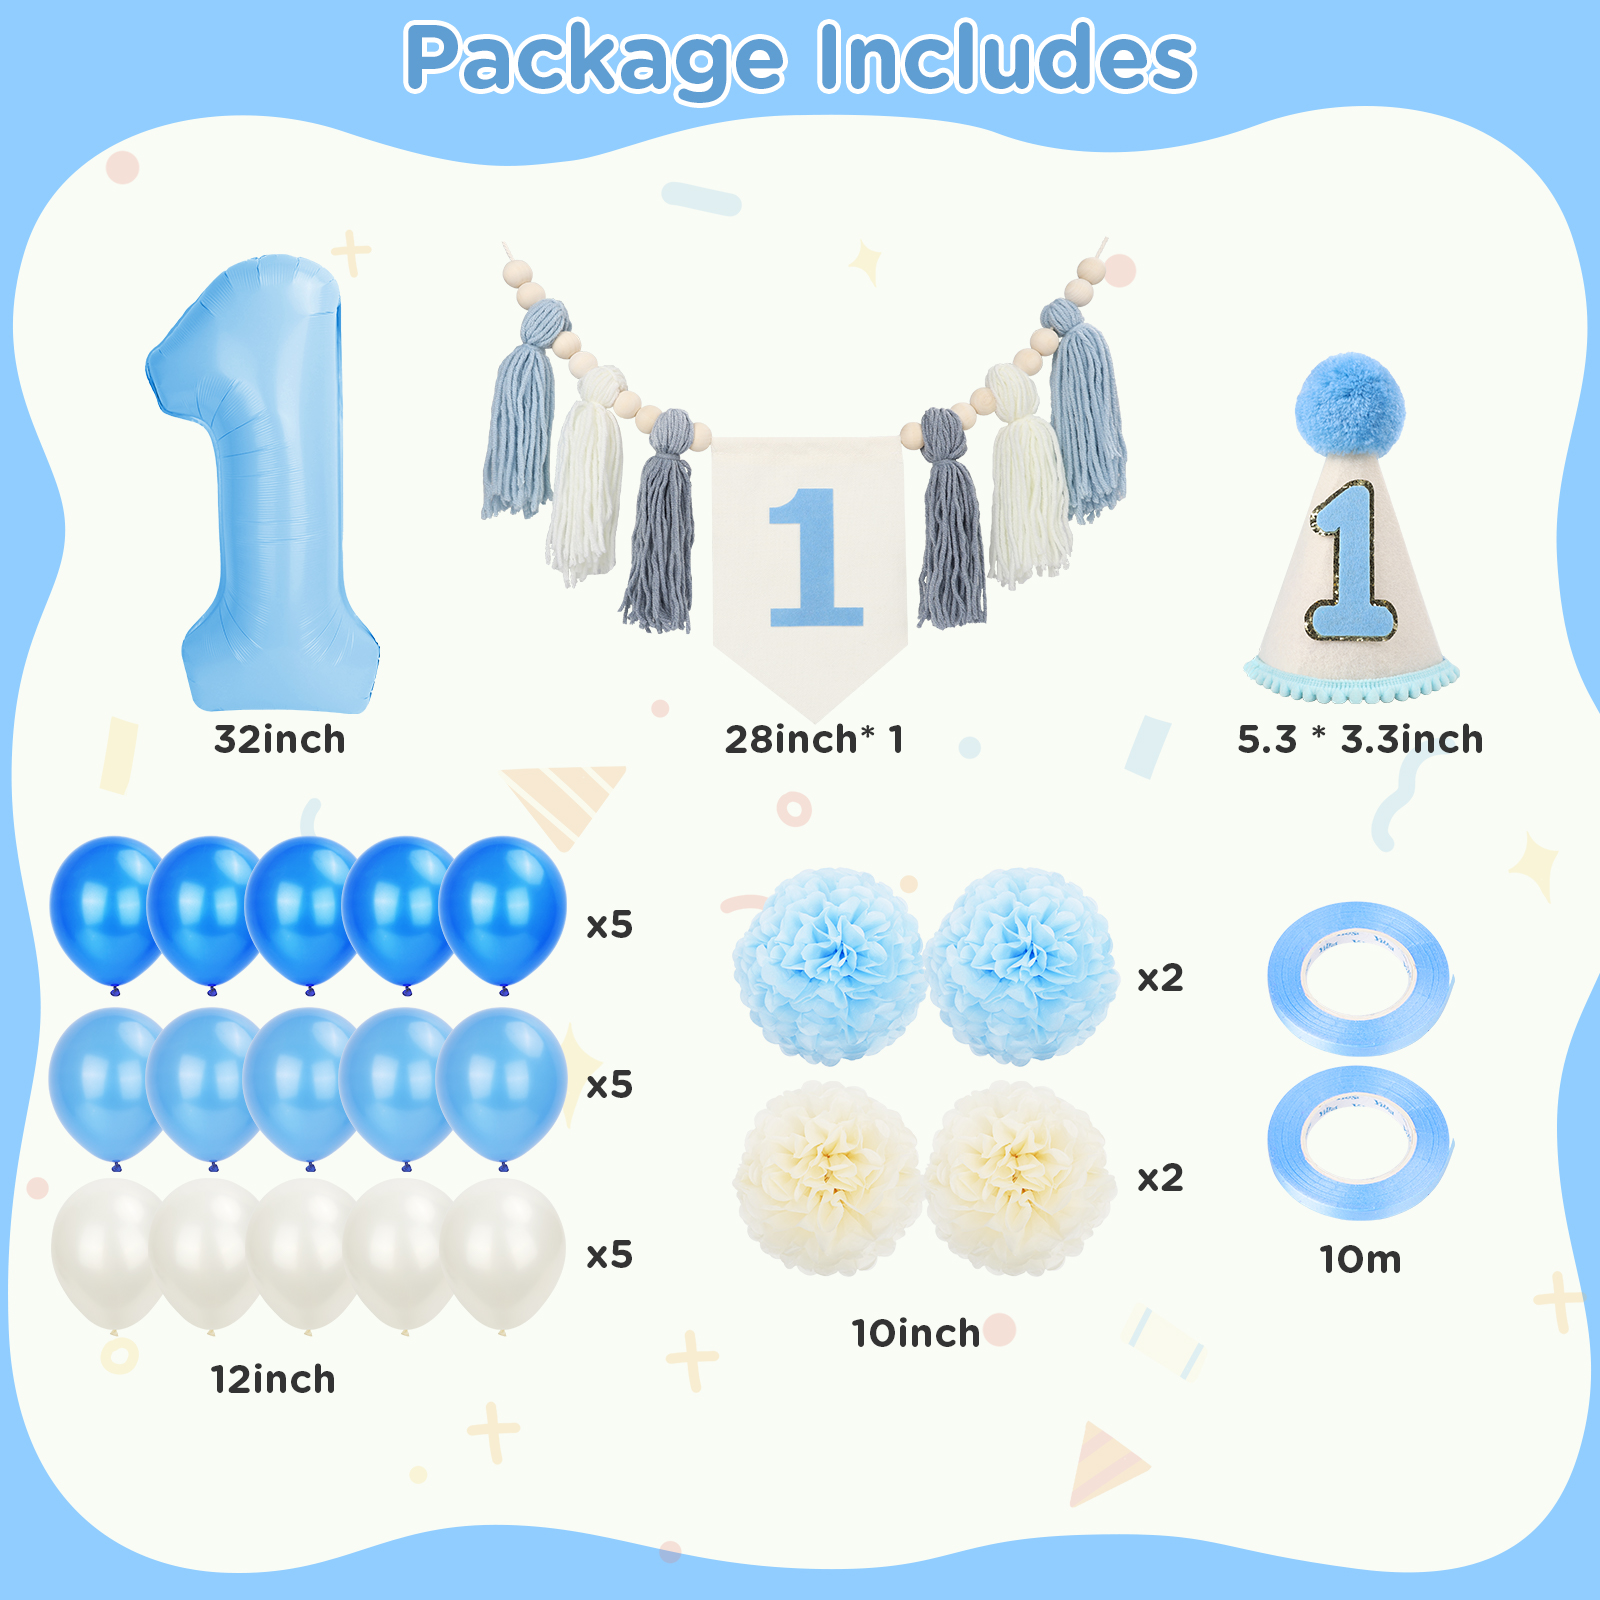 Package Includes
1
1
32inch
28inch* 1
5.3 * 3.3inch
x5
x2
x5
x2
x5
10m
10inch
12inch